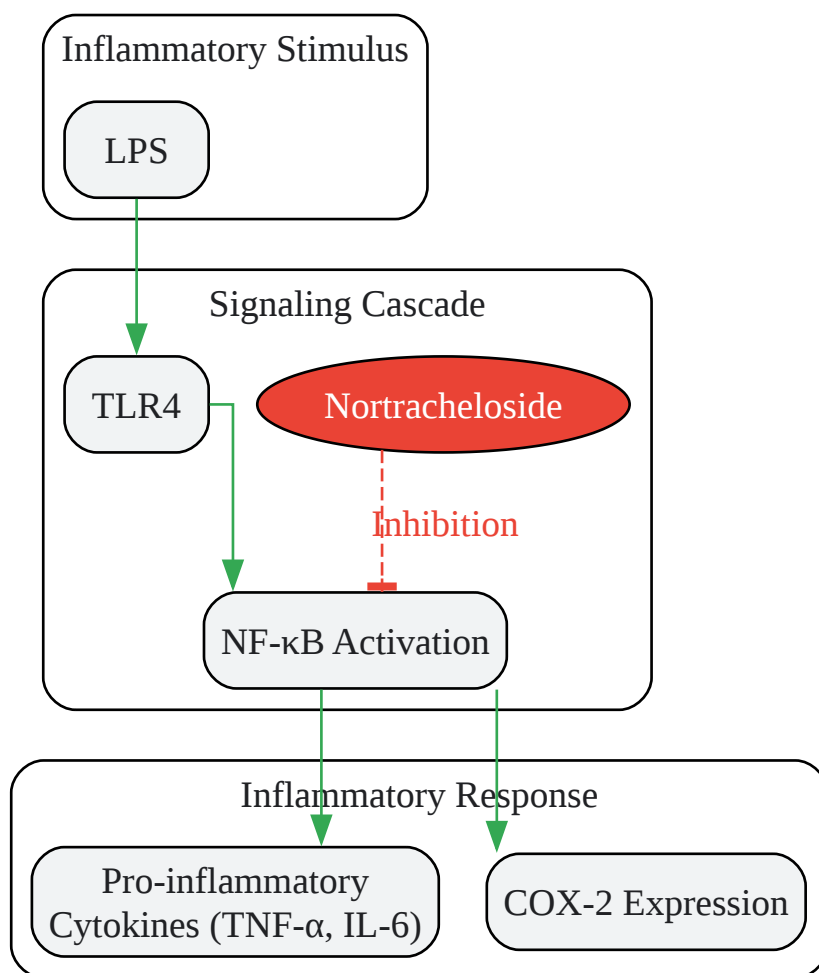 Inflammatory Stimulus
LPS
Signaling Cascade
TLR4
Nortracheloside
Inhibition
NF-κB Activation
Inflammatory Response
Pro-inflammatory
Cytokines (TNF-α, IL-6)
COX-2 Expression